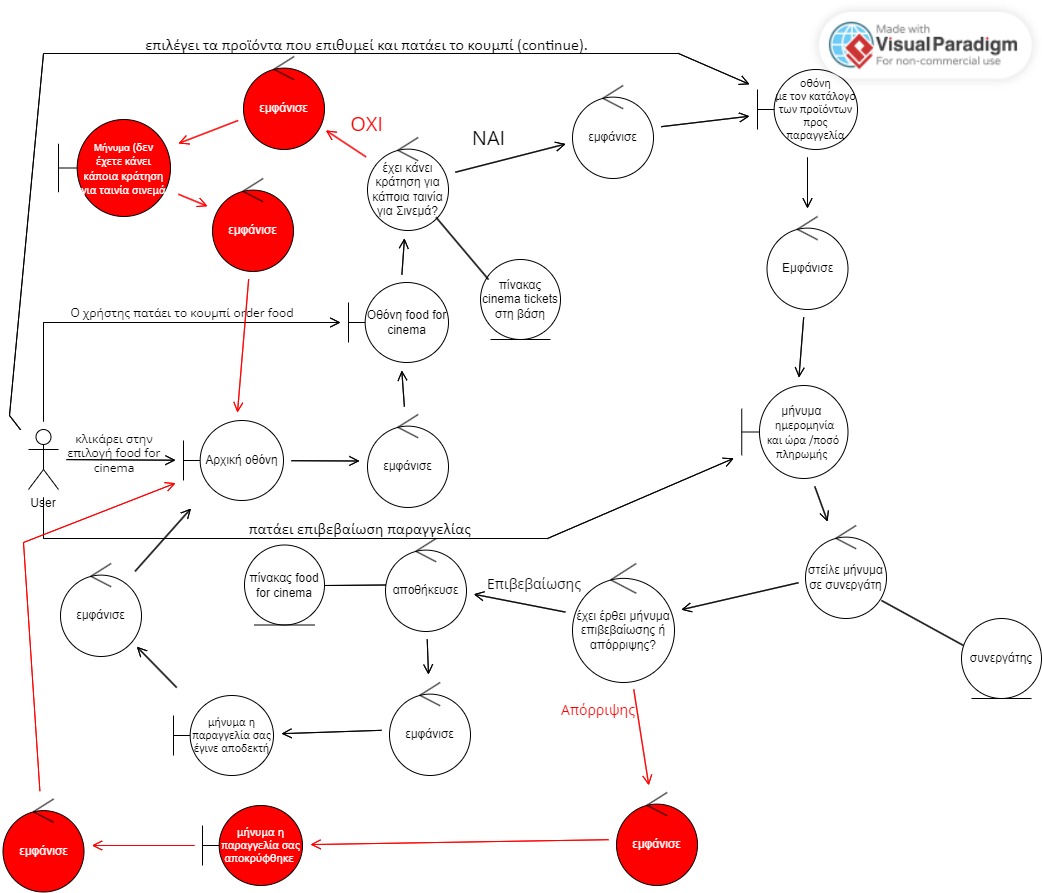 επιλέγει τα προϊόντα που επιθυμεί και πατάει το κουμπί (continue).
Made with
Visual Paradigm
For non-commercial use
εμφάνισε
ΟΧΙ
ΝΑΙ
εμφάνισε
οθόνη
με τον κατάλογο
των προϊόντων
προς
παραγγελία
Μήνυμα (δεν
έχετε κάνει
κάποια κράτηση
για ταινία σινεμά
έχει κάνει
κράτηση για
κάποια ταινία
για Σινεμά?
εμφάνισε
Εμφάνισε
πίνακας
cinema tickets
στη βάση
Ο χρήστης πατάει το κουμπί order food
Οθόνη food for
cinema
κλικάρει στην
επιλογή food for
cinema
User
Αρχική οθόνη
εμφάνισε
μήνυμα
ημερομηνία
και ώρα /ποσό
πληρωμής
πατάει επιβεβαίωση παραγγελίας
πίνακας food
for cinema
αποθήκευσε
Επιβεβαίωσης
στείλε μήνυμα
σε συνεργάτη
εμφάνισε
έχει έρθει μήνυμα
επιβεβαίωσης ή
απόρριψης?
συνεργάτης
Απόρριψης
μήνυμα η
παραγγελία σας
έγινε αποδεκτή
εμφάνισε
εμφάνισε
μήνυμα η
παραγγελία σας
αποκρύφθηκε
εμφάνισε